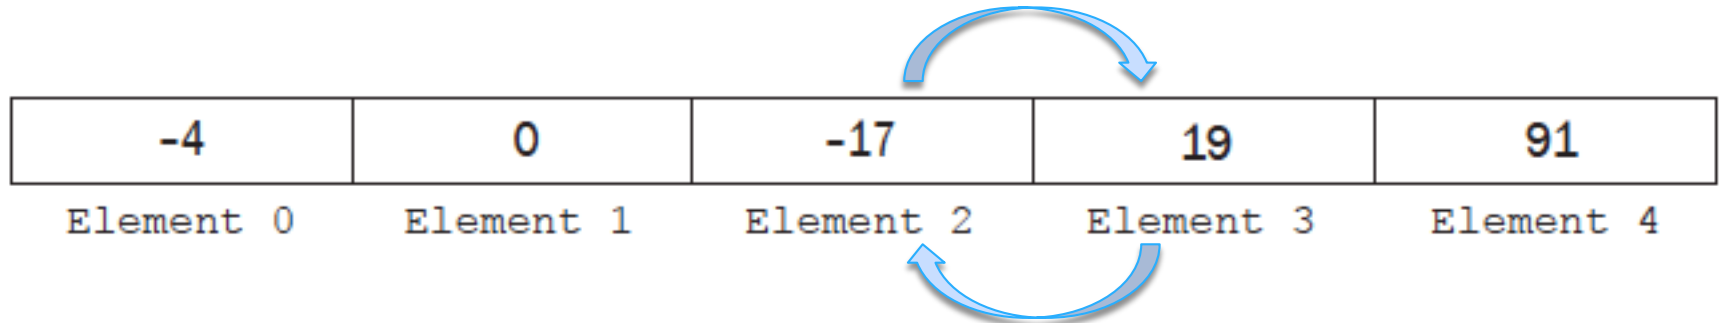 -4 0 -17 19 91
Element 0 Element 1 Element 2 Element 3 Element 4